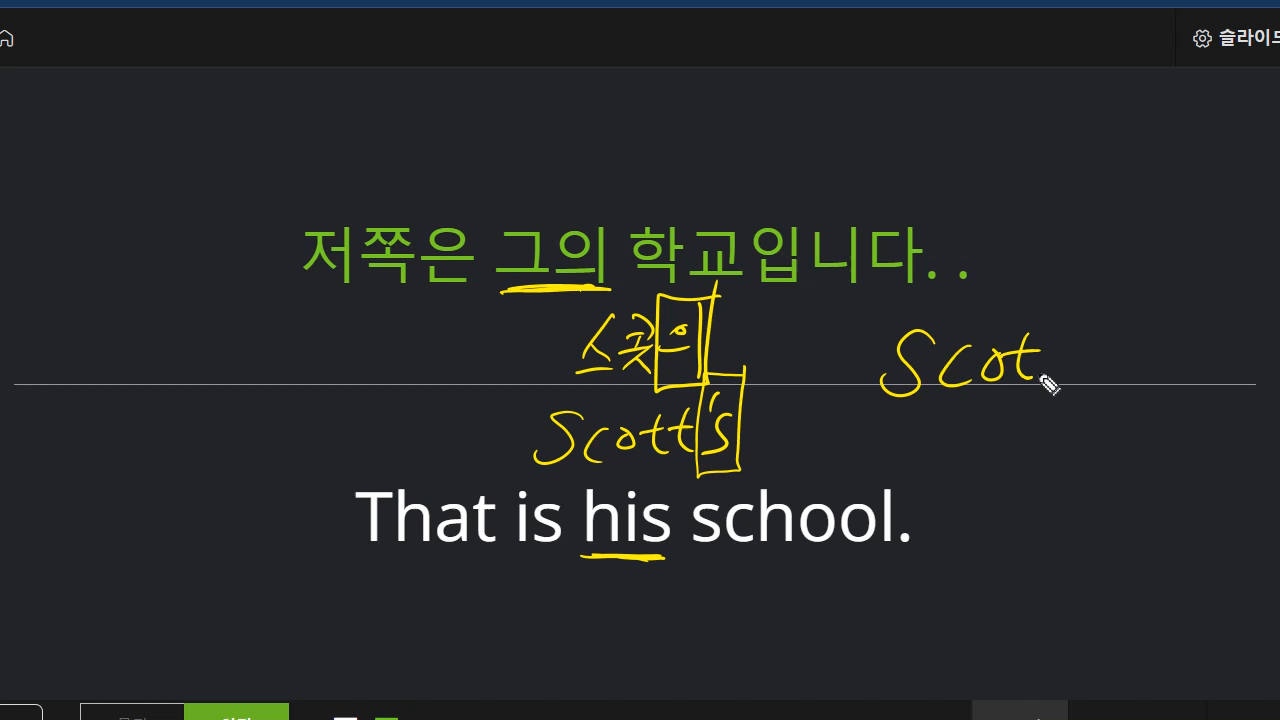 슬라이드
저쪽은 그의 학교입니다. .
스콧의
Scot
Scott's
That is his school.